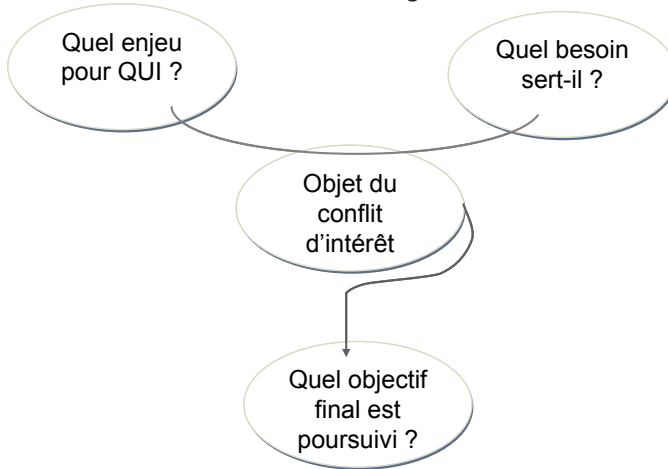 Quel enjeu
pour QUI ?
Quel besoin
sert-il ?
Objet du
conflit
d’intérêt
Quel objectif
final est
poursuivi ?